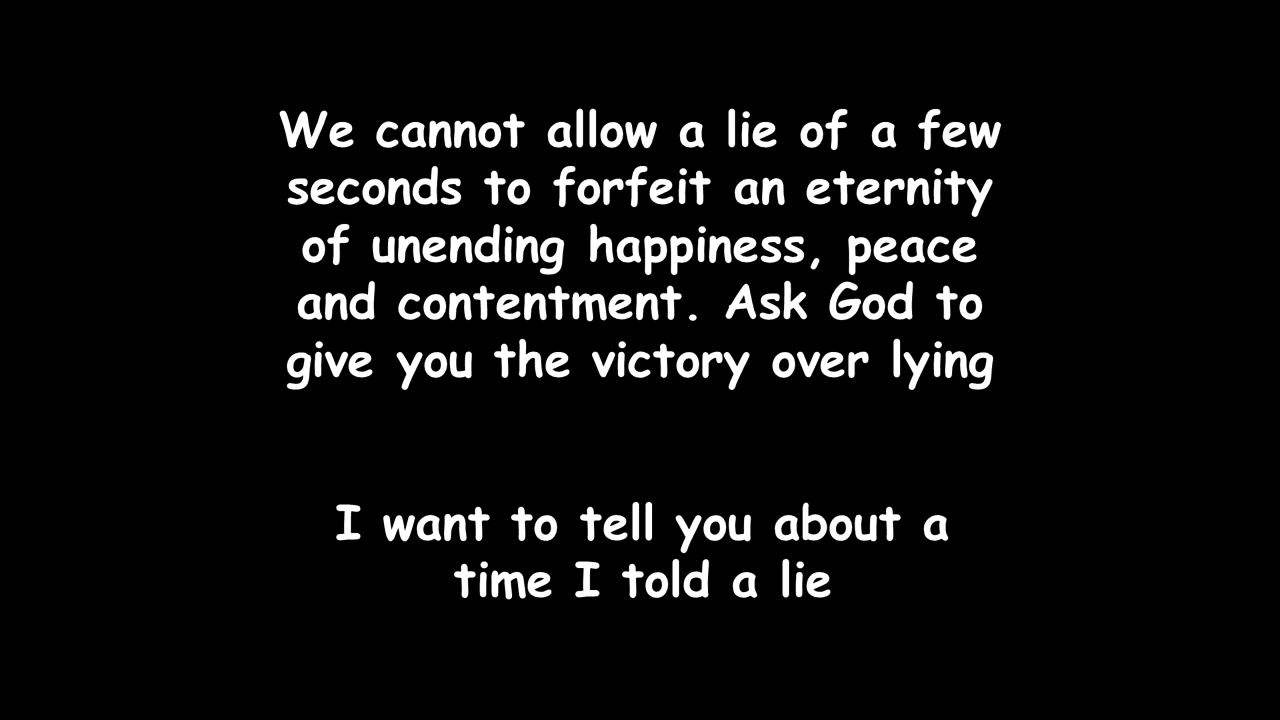 We cannot allow a lie of a few
seconds to forfeit an eternity
of unending happiness, peace
and contentment. Ask God to
give you the victory over lying
I want to tell you about a
time I told a lie